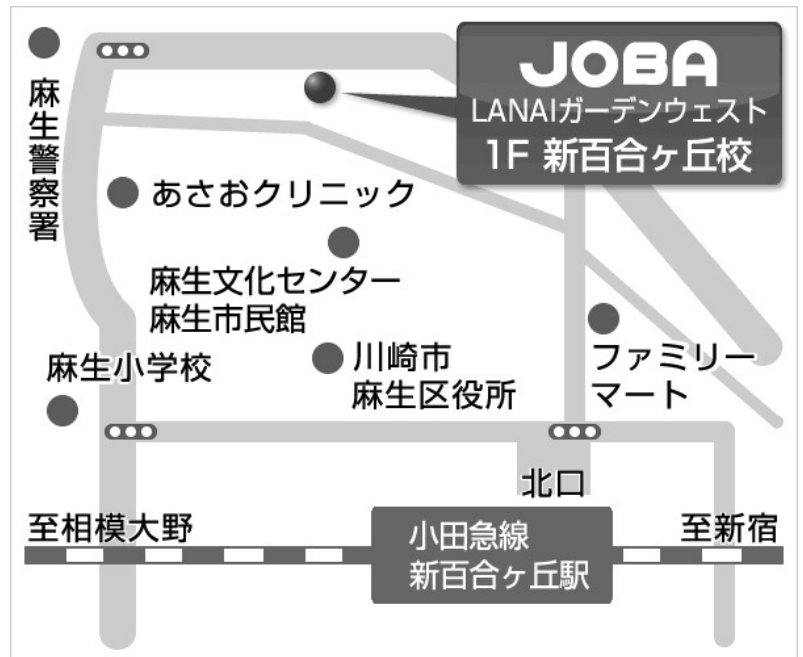 麻生警察署
JOBA
LANAIガーデンウェスト
1F 新百合ヶ丘校
あさおクリニック
麻生文化センター
麻生市民館
麻生小学校
川崎市
麻生区役所
ファミリー
マート
北口
至相模大野
小田急線
新百合ヶ丘駅
至新宿